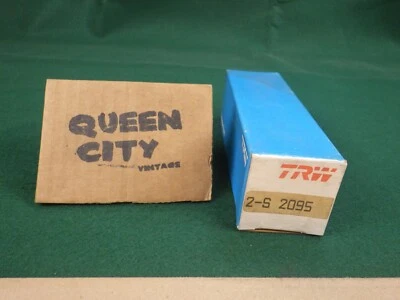 QUEEN
CITY
VINTAGE
TRW
2-S 2095